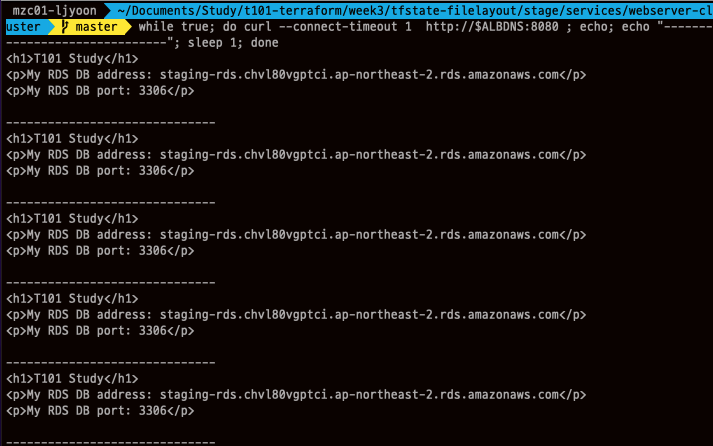 mzc01-ljyoon ~/Documents/Study/t101-terraform/week3/tfstate-filelayout/stage/services/webserver-cl
uster master while true; do curl --connect-timeout 1  http://$ALBDNS:8080 ; echo; echo "-------
----------------------"; sleep 1; done
<h1>T101 Study</h1>
<p>My RDS DB address: staging-rds.chvl80vgptci.ap-northeast-2.rds.amazonaws.com</p>
<p>My RDS DB port: 3306</p>
------------------------------
<h1>T101 Study</h1>
<p>My RDS DB address: staging-rds.chvl80vgptci.ap-northeast-2.rds.amazonaws.com</p>
<p>My RDS DB port: 3306</p>
------------------------------
<h1>T101 Study</h1>
<p>My RDS DB address: staging-rds.chvl80vgptci.ap-northeast-2.rds.amazonaws.com</p>
<p>My RDS DB port: 3306</p>
------------------------------
<h1>T101 Study</h1>
<p>My RDS DB address: staging-rds.chvl80vgptci.ap-northeast-2.rds.amazonaws.com</p>
<p>My RDS DB port: 3306</p>
------------------------------
<h1>T101 Study</h1>
<p>My RDS DB address: staging-rds.chvl80vgptci.ap-northeast-2.rds.amazonaws.com</p>
<p>My RDS DB port: 3306</p>
------------------------------